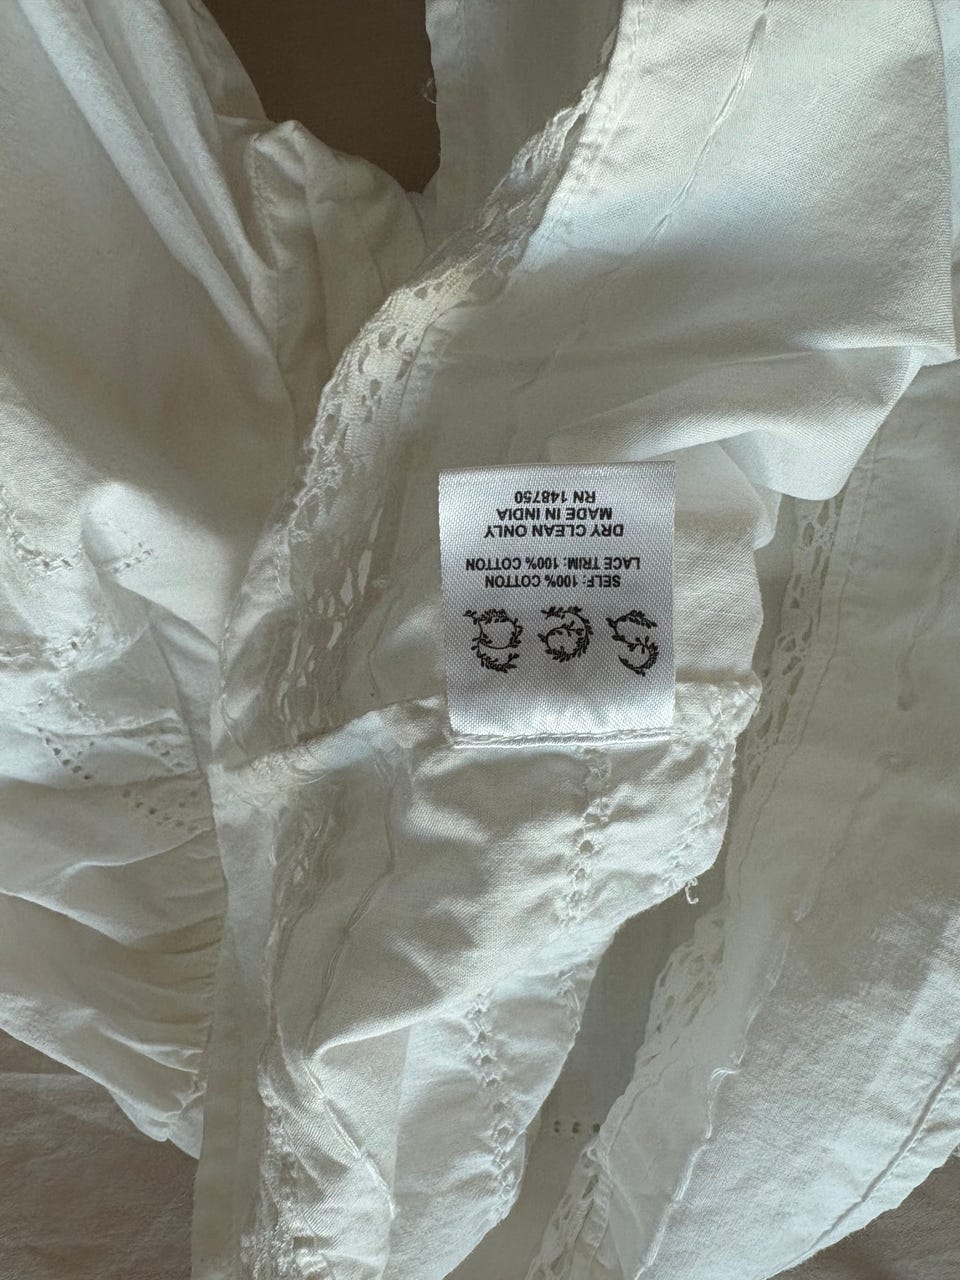 SELF: 100% COTTON
LACE TRIM: 100% COTTON
DRY CLEAN ONLY
MADE IN INDIA
RN 148750